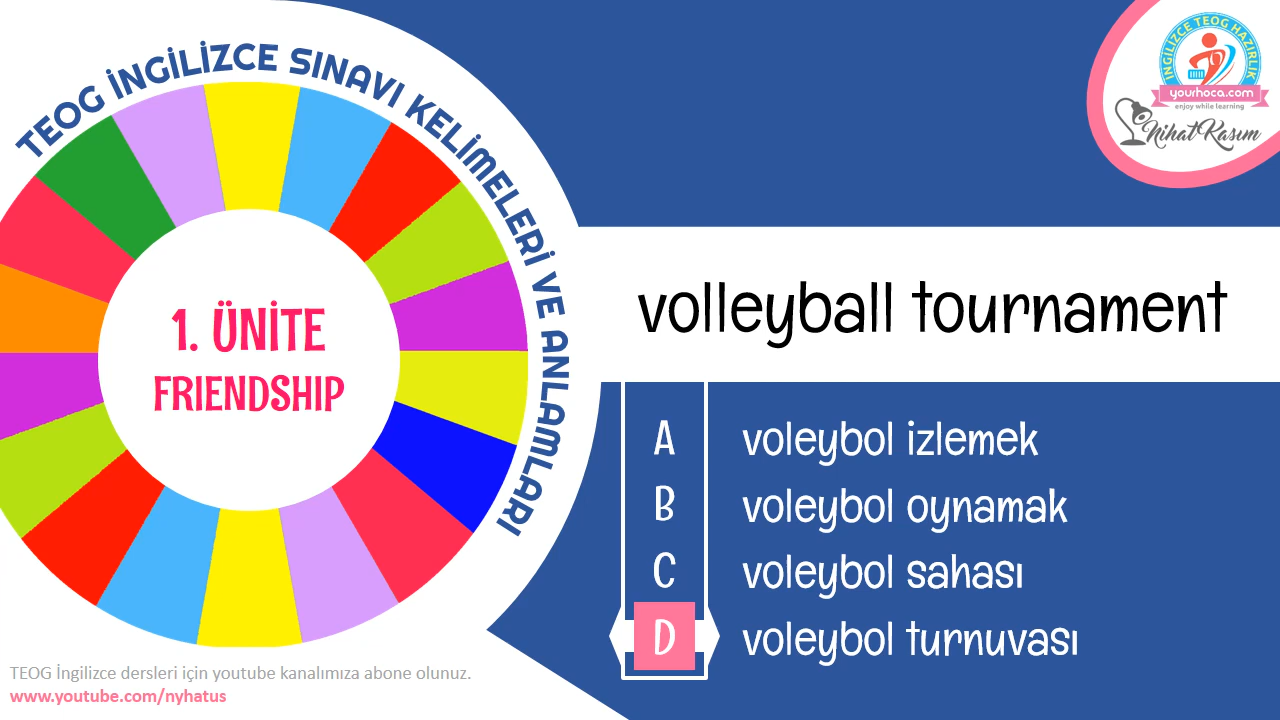 TEOG İNGİLİZCE SINAVI KELİMELERİ VE ANLAMLARI
İNGİLİZCE TEOG HAZIRLIK
yourhoca.com
enjoy while learning
Nihat Kasım
1. ÜNİTE
FRIENDSHIP
volleyball tournament
A voleybol izlemek
B voleybol oynamak
C voleybol sahası
D voleybol turnuvası
TEOG İngilizce dersleri için youtube kanalımıza abone olunuz.
www.youtube.com/nyhatus